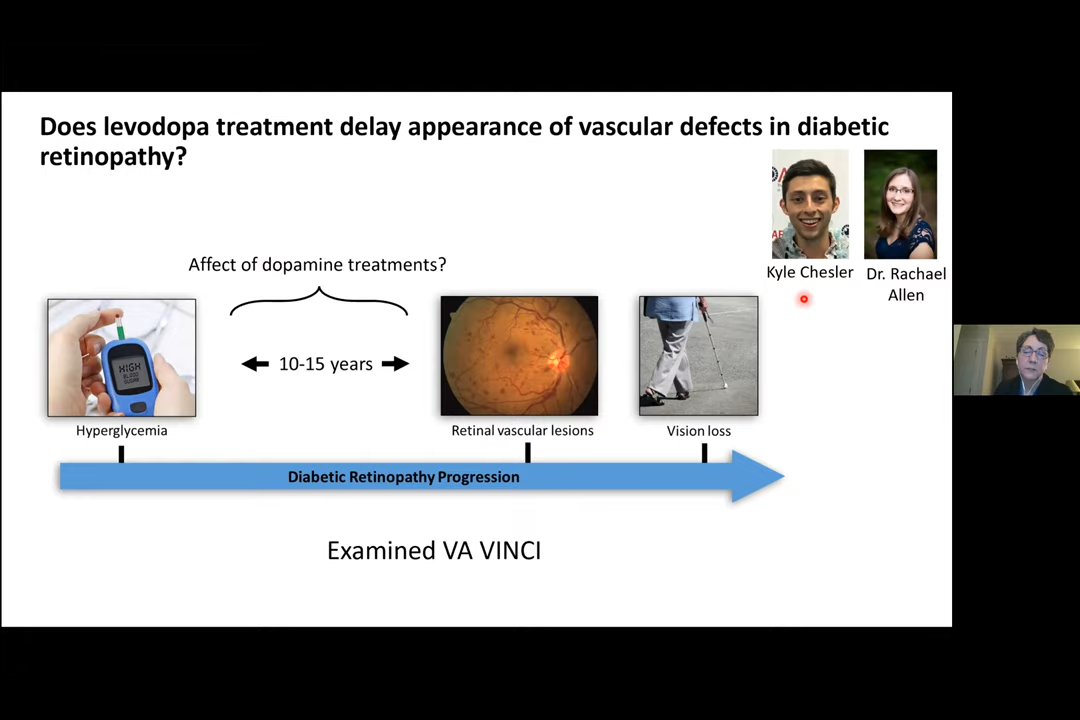 Does levodopa treatment delay appearance of vascular defects in diabetic
retinopathy?
Kyle Chesler
Dr. Rachael
Allen
Affect of dopamine treatments?
10-15 years
HIGH
BLOOD
SUGAR
Hyperglycemia
Retinal vascular lesions
Vision loss
Diabetic Retinopathy Progression
Examined VA VINCI